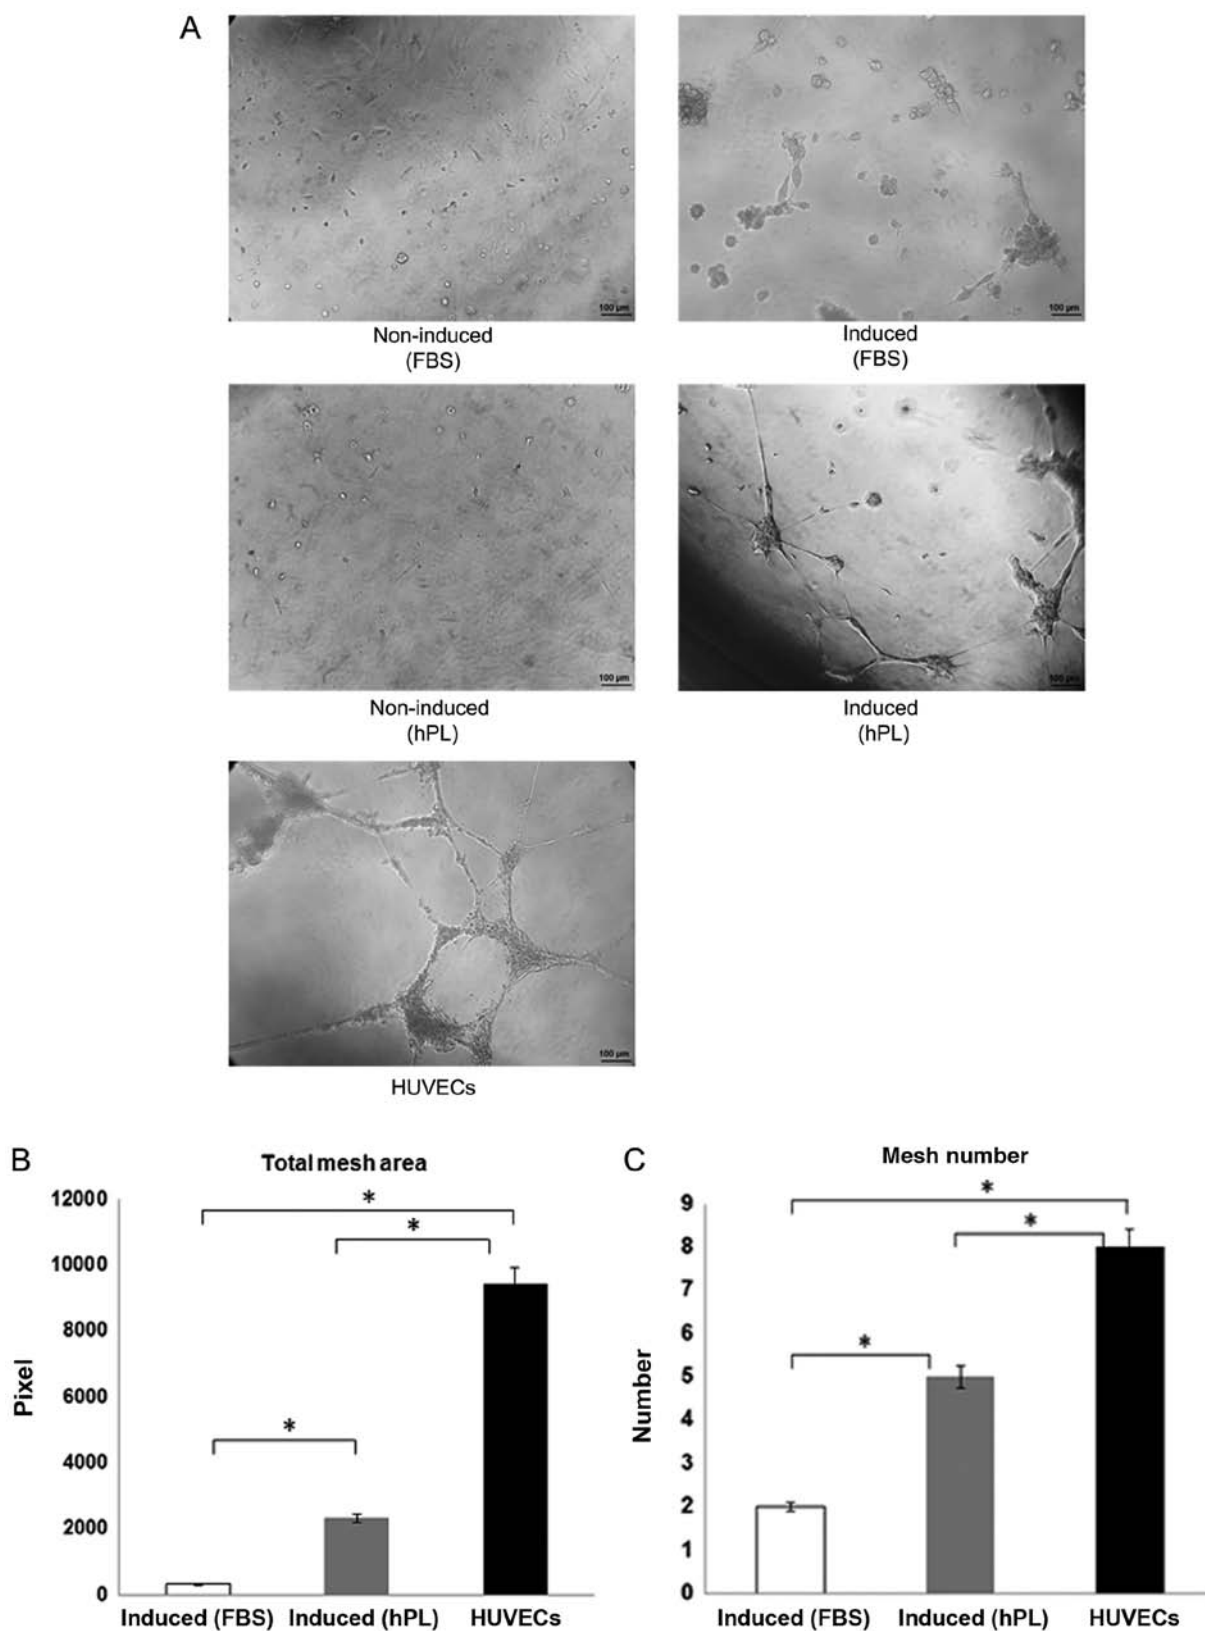 A
100 µm
100 µm
Non-induced
(FBS)
Induced
(FBS)
100 µm
100 µm
Non-induced
(hPL)
Induced
(hPL)
100 µm
HUVECs
B
Total mesh area
12000
10000
8000
6000
4000
2000
0
Pixel
*
*
*
Induced (FBS)
Induced (hPL)
HUVECs
C
Mesh number
9
8
7
6
5
4
3
2
1
0
Number
*
*
*
Induced (FBS)
Induced (hPL)
HUVECs